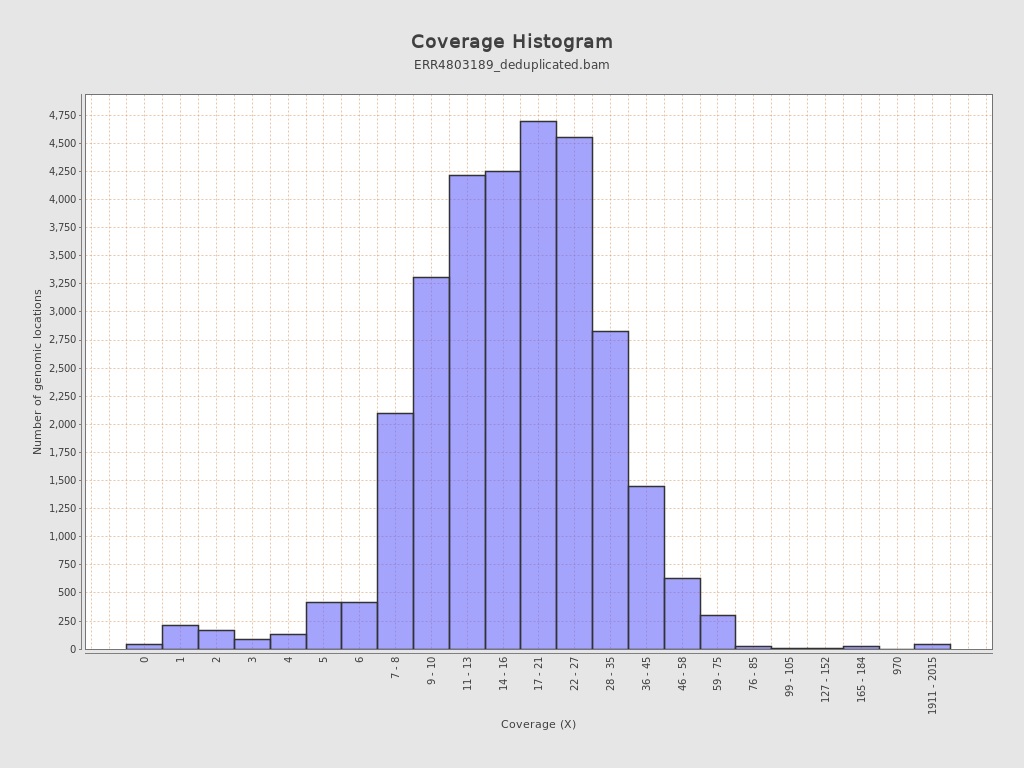 Coverage Histogram
ERR4803189_deduplicated.bam
Number of genomic locations
4,750
4,500
4,250
4,000
3,750
3,500
3,250
3,000
2,750
2,500
2,250
2,000
1,750
1,500
1,250
1,000
750
500
250
0
0
1
2
3
4
5
6
7 - 8
9 - 10
11 - 13
14 - 16
17 - 21
22 - 27
28 - 35
36 - 45
46 - 58
59 - 75
76 - 85
99 - 105
127 - 152
165 - 184
970
1911 - 2015
Coverage (X)